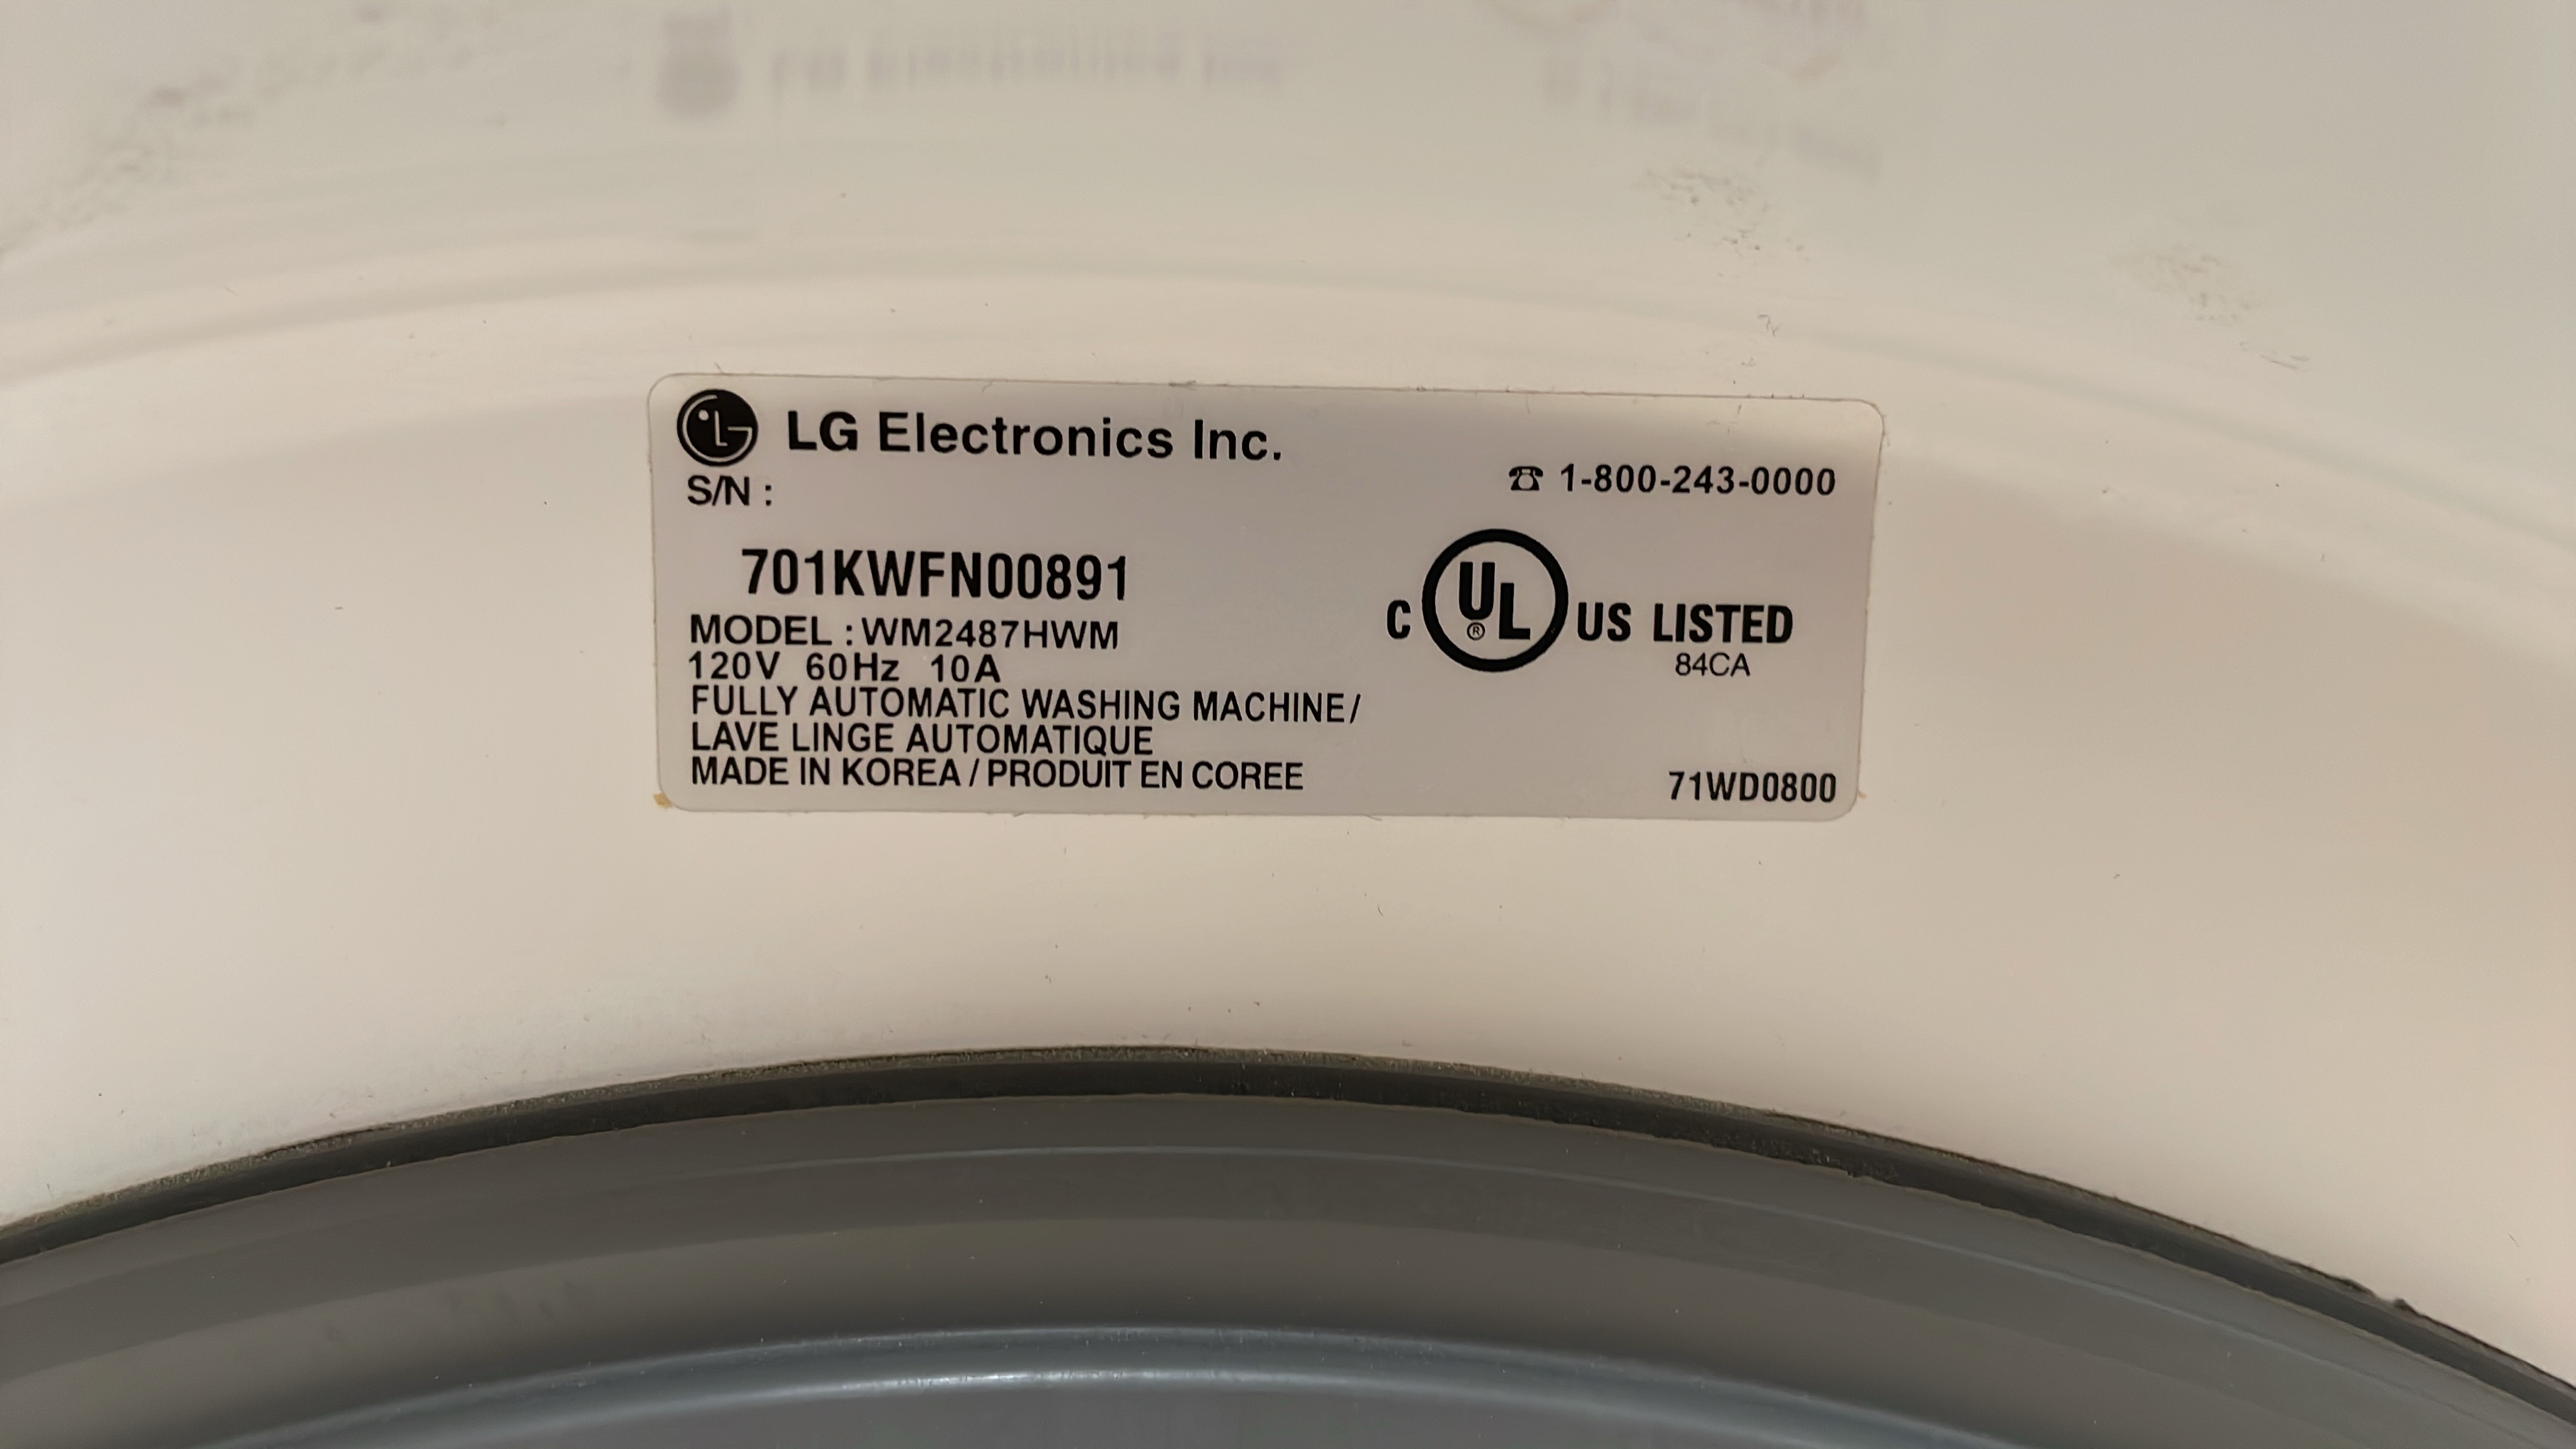 LG Electronics Inc.
S/N :
☎ 1-800-243-0000
701KWFN00891
C UL® US LISTED
84CA
MODEL : WM2487HWM
120V 60Hz 10A
FULLY AUTOMATIC WASHING MACHINE/
LAVE LINGE AUTOMATIQUE
MADE IN KOREA / PRODUIT EN COREE
71WD0800